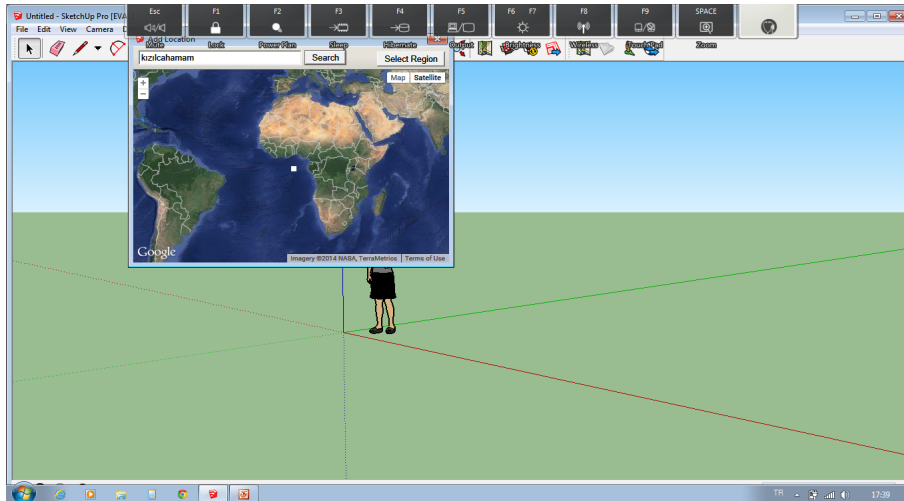 Untitled - SketchUp Pro [EVA
Esc F1 F2 F3 F4 F5 F6 F7 F8 F9 SPACE
File Edit View Camera
Mute Lock Power Plan Sleep Hibernate Output Brightness Wireless TouchPad Zoom
Add Location
kızılcahamam Search Select Region
Map Satellite
Google
Imagery ©2014 NASA, TerraMetrics Terms of Use
TR 17:39